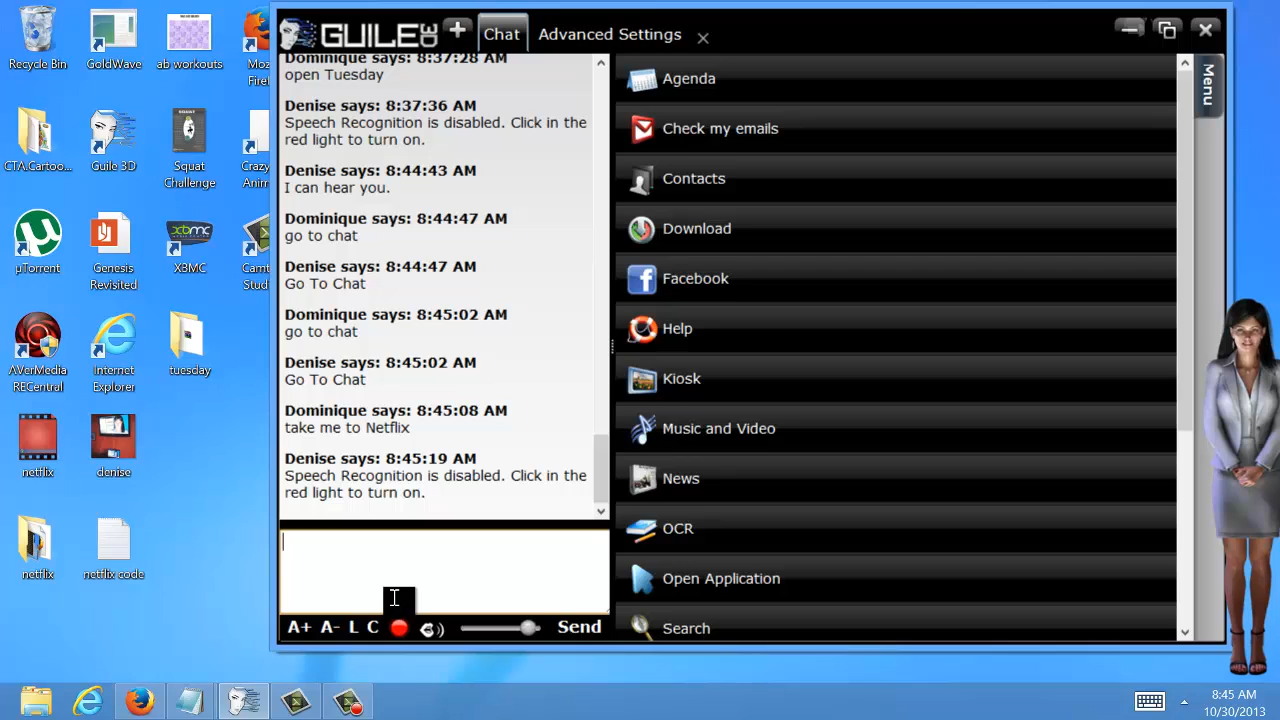 Recycle Bin
GoldWave
ab workouts
Moz
Firef
CTA.Cartoo...
Guile 3D
Squat
Challenge
Crazy
Anim
µTorrent
Genesis
Revisited
XBMC
Camt
Stud
AVerMedia
RECentral
Internet
Explorer
tuesday
netflix
denise
netflix
netflix code
GUILE
+
Chat
Advanced Settings
Dominique says: 8:37:28 AM
open Tuesday
Denise says: 8:37:36 AM
Speech Recognition is disabled. Click in the
red light to turn on.
Denise says: 8:44:43 AM
I can hear you.
Dominique says: 8:44:47 AM
go to chat
Denise says: 8:44:47 AM
Go To Chat
Dominique says: 8:45:02 AM
go to chat
Denise says: 8:45:02 AM
Go To Chat
Dominique says: 8:45:08 AM
take me to Netflix
Denise says: 8:45:19 AM
Speech Recognition is disabled. Click in the
red light to turn on.
A+ A- L C Send
Agenda
Check my emails
Contacts
Download
Facebook
Help
Kiosk
Music and Video
News
OCR
Open Application
Search
Menu
8:45 AM
10/30/2013